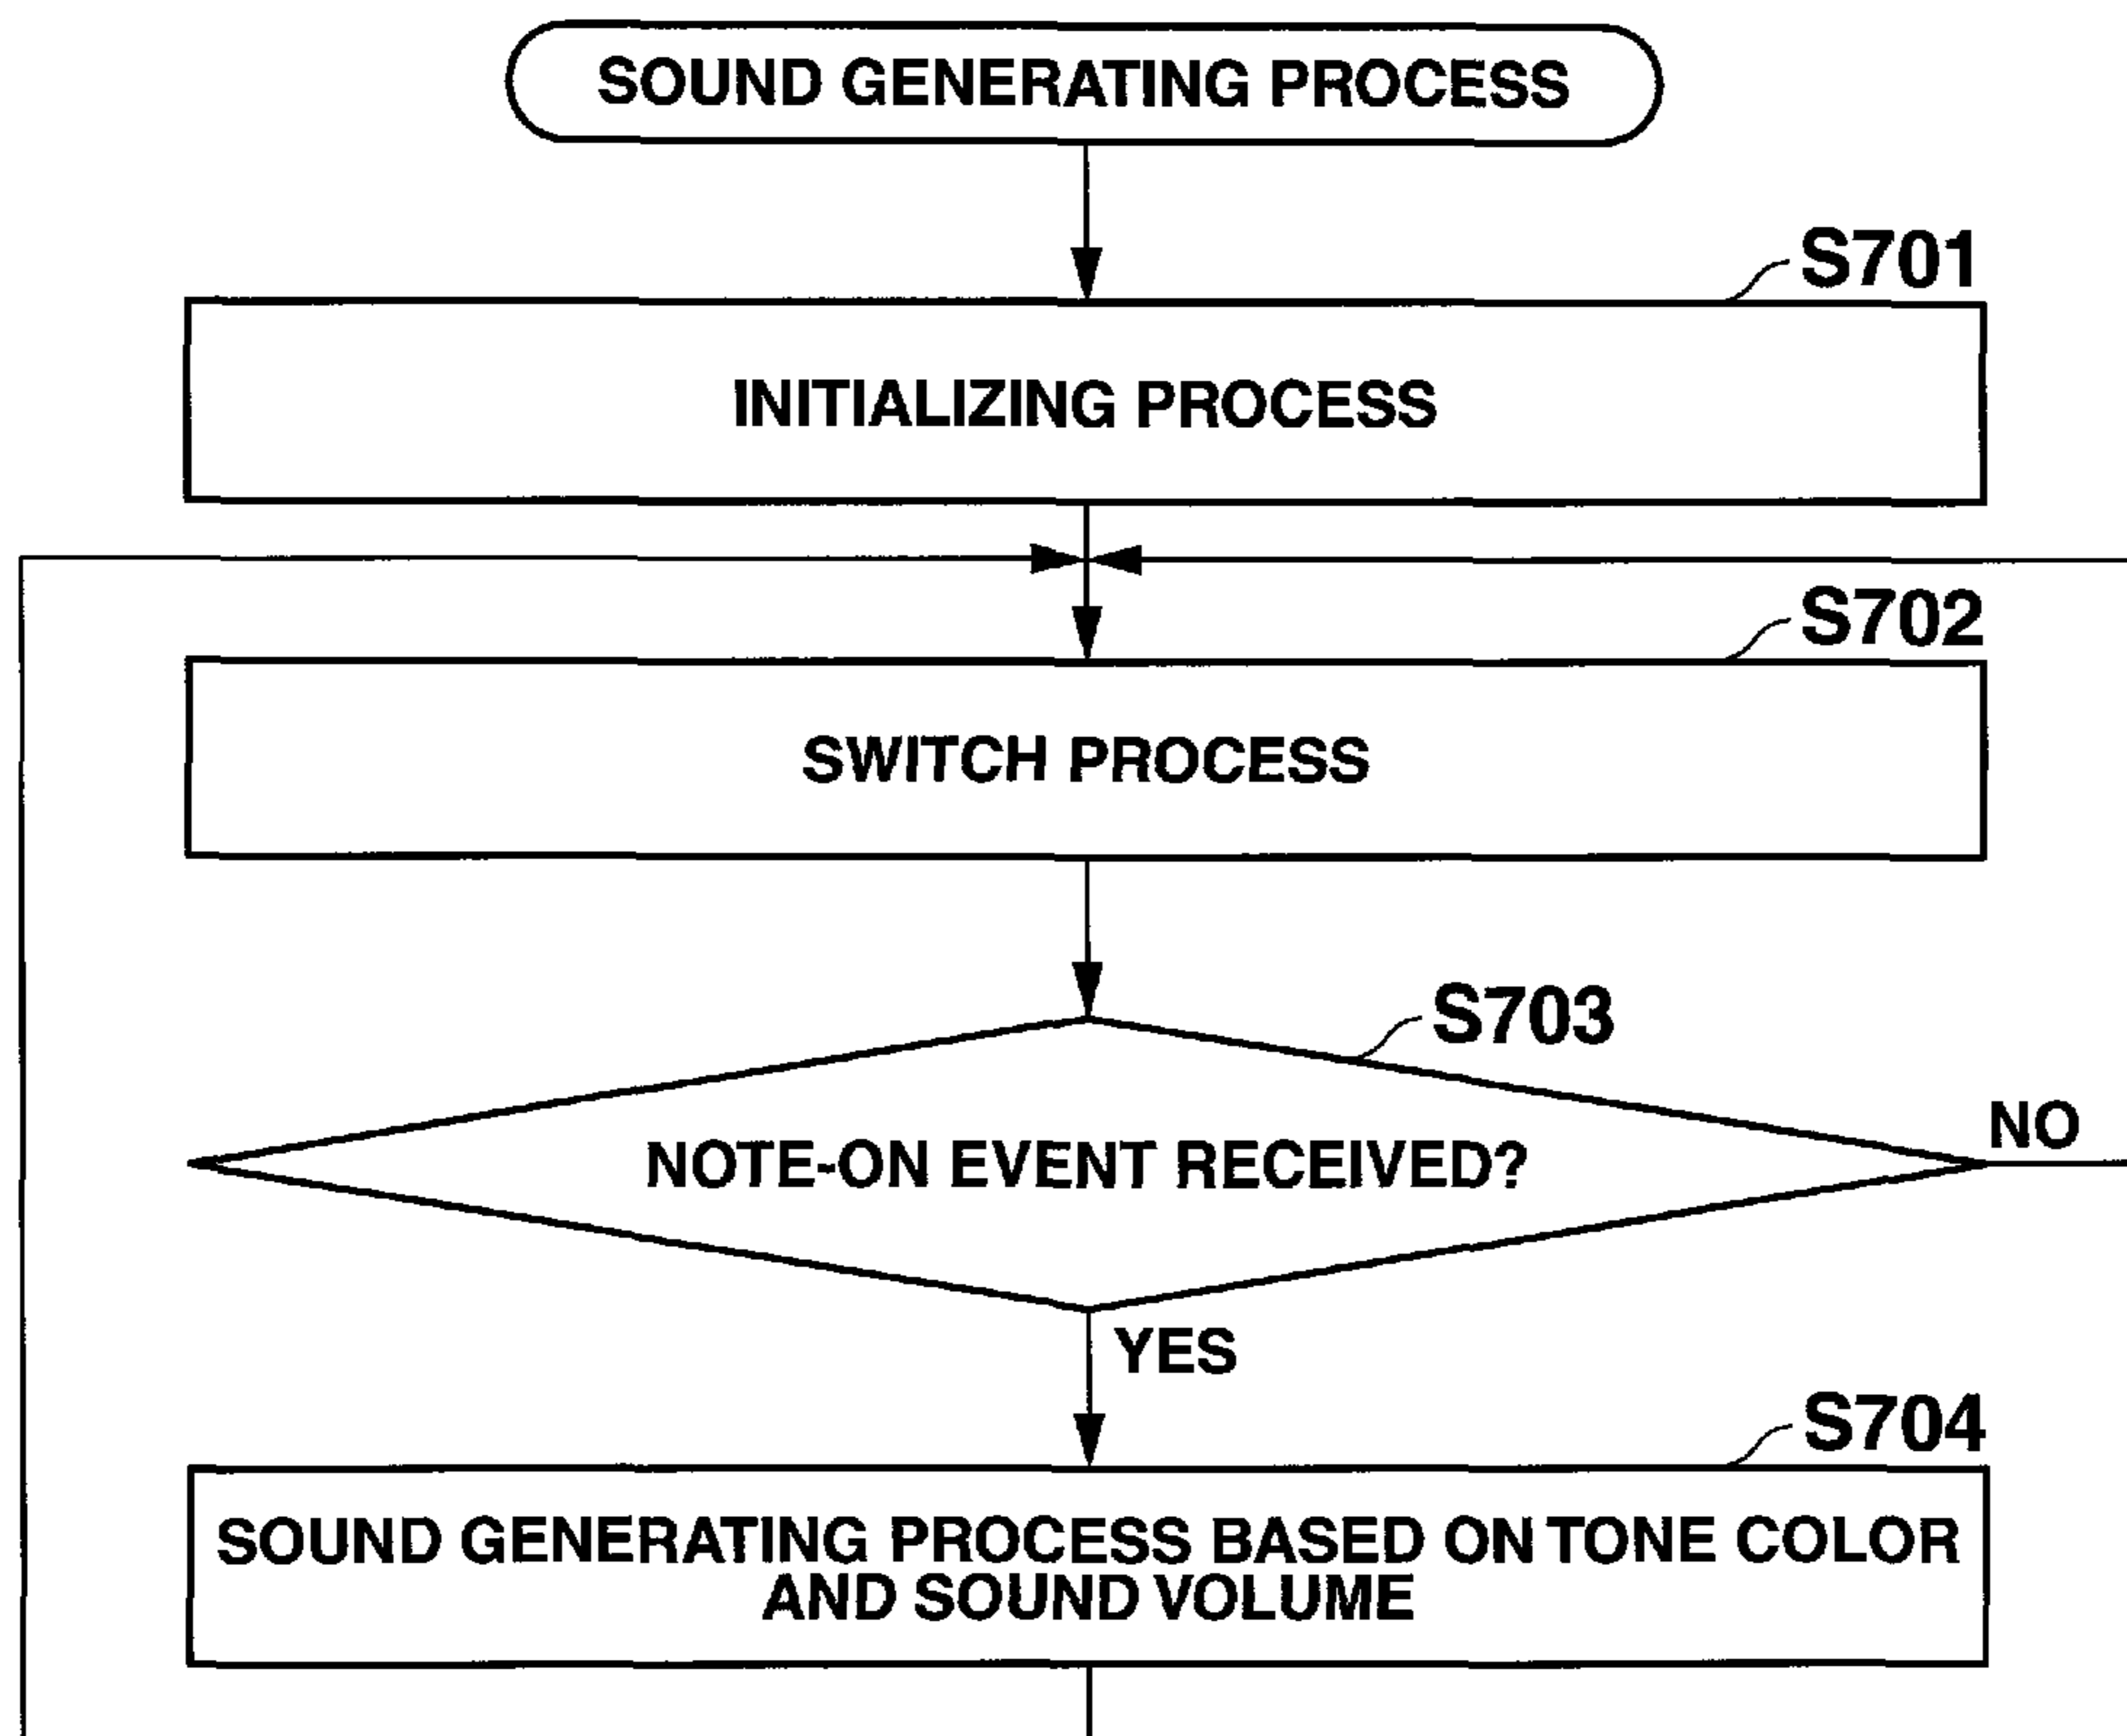 SOUND GENERATING PROCESS
S701
INITIALIZING PROCESS
S702
SWITCH PROCESS
S703
NOTE-ON EVENT RECEIVED?
NO
YES
S704
SOUND GENERATING PROCESS BASED ON TONE COLOR
AND SOUND VOLUME